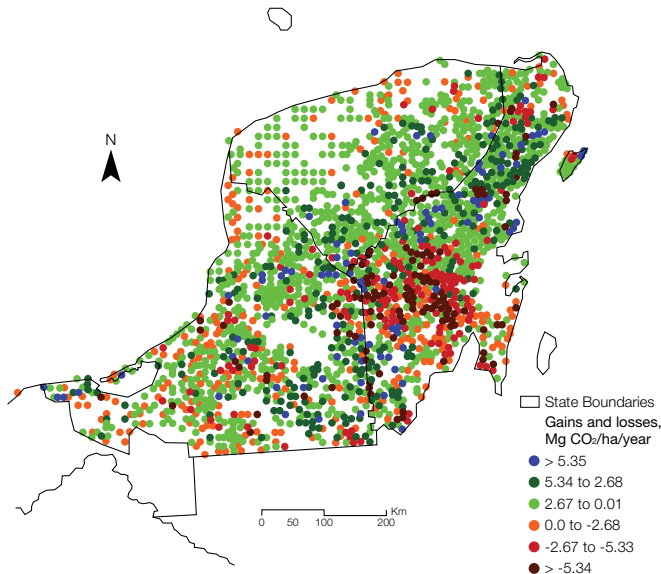 N
State Boundaries
Gains and losses,
Mg CO₂/ha/year
> 5.35
5.34 to 2.68
2.67 to 0.01
0.0 to -2.68
-2.67 to -5.33
> -5.34
Km
0 50 100 200